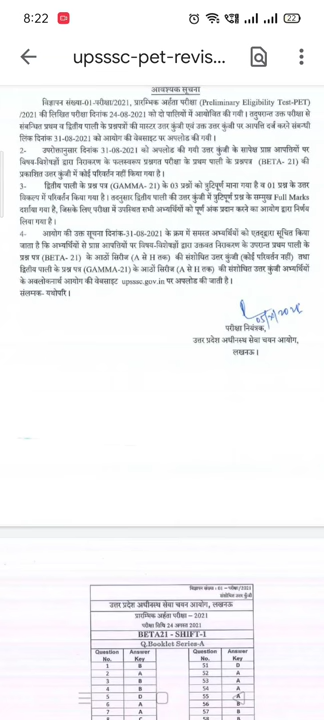 8:22
22
upsssc-pet-revis...
आवश्यक सूचना
विज्ञापन संख्या-01-परीक्षा/2021, प्रारम्भिक अर्हता परीक्षा (Preliminary Eligibility Test-PET)
/2021 की लिखित परीक्षा दिनांक 24-08-2021 को दो पालियों में आयोजित की गयी। तदुपरान्त उक्त परीक्षा से
सम्बन्धित प्रथम व द्वितीय पाली के प्रश्नपत्रों की मास्टर उत्तर कुंजी एवं उक्त उत्तर कुंजी पर आपत्ति दर्ज करने संबन्धी
लिंक दिनांक 31-08-2021 को आयोग की वेबसाइट पर अपलोड की गयी।
2- उपरोक्तानुसार दिनांक 31-08-2021 को अपलोड की गयी उत्तर कुंजी के सापेक्ष प्राप्त आपत्तियों पर
विषय-विशेषज्ञों द्वारा निराकरण के फलस्वरूप प्रश्नगत परीक्षा के प्रथम पाली के प्रश्नपत्र (BETA- 21) की
प्रकाशित उत्तर कुंजी में कोई परिवर्तन नहीं किया गया है।
3- द्वितीय पाली के प्रश्न पत्र (GAMMA- 21) के 03 प्रश्नों को त्रुटिपूर्ण माना गया है व 01 प्रश्न के उत्तर
विकल्प में परिवर्तन किया गया है। तदनुसार द्वितीय पाली की उत्तर कुंजी में त्रुटिपूर्ण प्रश्न के सम्मुख Full Marks
दर्शाया गया है, जिसके लिए परीक्षा में उपस्थित सभी अभ्यर्थियों को पूर्ण अंक प्रदान करने का आयोग द्वारा निर्णय
लिया गया है।
4- आयोग की उक्त सूचना दिनांक-31-08-2021 के क्रम में समस्त अभ्यर्थियों को एतद्द्वारा सूचित किया
जाता है कि अभ्यर्थियों से प्राप्त आपत्तियों पर विषय-विशेषज्ञों द्वारा उक्तवत निराकरण के उपरान्त प्रथम पाली के
प्रश्न पत्र (BETA- 21) के आठों सिरीज (A से H तक) की संशोधित उत्तर कुंजी (कोई परिवर्तन नहीं) तथा
द्वितीय पाली के प्रश्न पत्र (GAMMA-21) के आठों सिरीज (A से H तक) की संशोधित उत्तर कुंजी अभ्यर्थियों
के अवलोकनार्थ आयोग की वेबसाइट upsssc.gov.in पर अपलोड की जाती है।
संलग्नक- यथोपरि।
परीक्षा नियंत्रक,
उत्तर प्रदेश अधीनस्थ सेवा चयन आयोग,
लखनऊ।
विज्ञापन संख्या :-01 - परीक्षा/2021
संशोधित उत्तर कुंजी
उत्तर प्रदेश अधीनस्थ सेवा चयन आयोग, लखनऊ
प्रारम्भिक अर्हता परीक्षा - 2021
परीक्षा तिथि 24 अगस्त 2021
BETA21 - SHIFT-1
Q.Booklet Series-A
Question No. Answer Key Question No. Answer Key
1 B 51 D
2 A 52 A
3 B 53 A
4 B 54 A
5 D 55 A
6 A 56 B
7 A 57 B
8 C 58 B